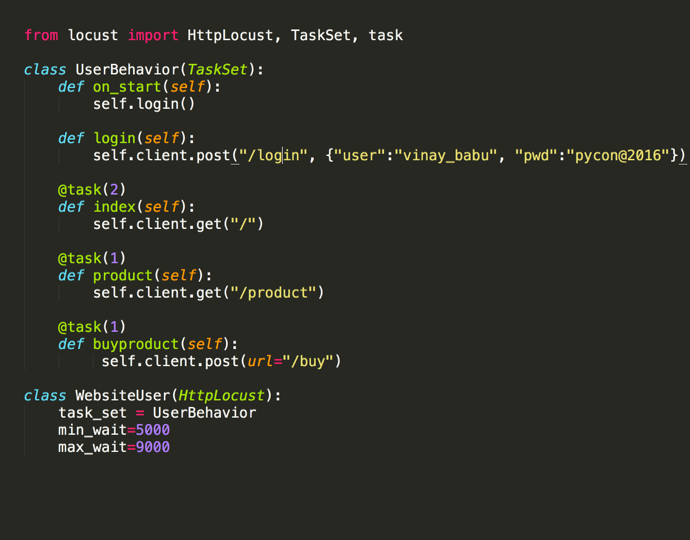 from locust import HttpLocust, TaskSet, task
class UserBehavior(TaskSet):
def on_start(self):
self.login()
def login(self):
self.client.post("/login", {"user":"vinay_babu", "pwd":"pycon@2016"})
@task(2)
def index(self):
self.client.get("/")
@task(1)
def product(self):
self.client.get("/product")
@task(1)
def buyproduct(self):
self.client.post(url="/buy")
class WebsiteUser(HttpLocust):
task_set = UserBehavior
min_wait=5000
max_wait=9000